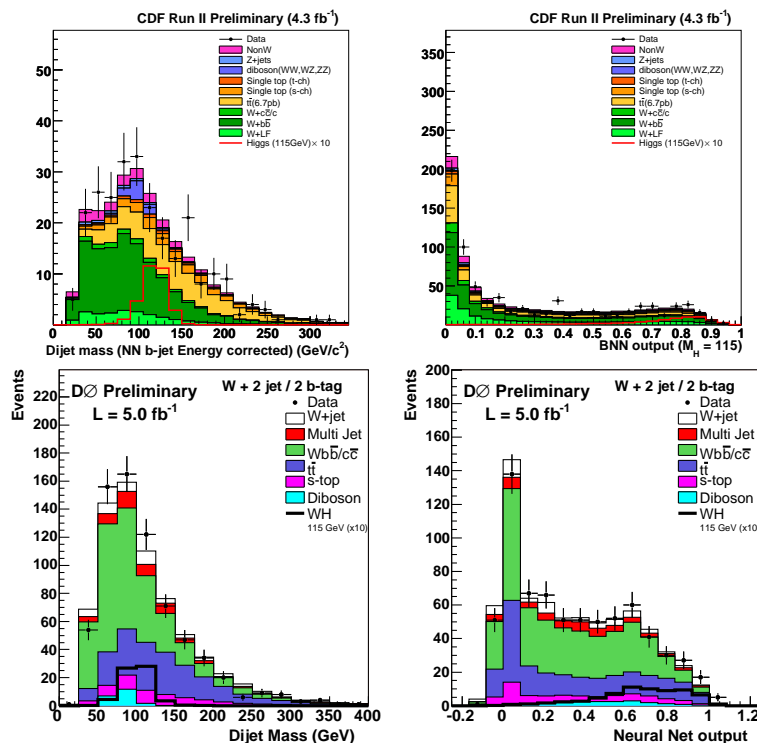 CDF Run II Preliminary (4.3 fb⁻¹)
Data
NonW
Z+jets
diboson(WW,WZ,ZZ)
Single top (t-ch)
Single top (s-ch)
tt̄(6.7pb)
W+cc̄/c
W+bb̄
W+LF
Higgs (115GeV)× 10
50
40
30
20
10
0 50 100 150 200 250 300
Dijet mass (NN b-jet Energy corrected) (GeV/c²)
CDF Run II Preliminary (4.3 fb⁻¹)
Data
NonW
Z+jets
diboson(WW,WZ,ZZ)
Single top (t-ch)
Single top (s-ch)
tt̄(6.7pb)
W+cc̄/c
W+bb̄
W+LF
Higgs (115GeV)× 10
350
300
250
200
150
100
50
0 0.1 0.2 0.3 0.4 0.5 0.6 0.7 0.8 0.9 1
BNN output (M_H = 115)
Events
DØ Preliminary
L = 5.0 fb⁻¹
W + 2 jet / 2 b-tag
Data
W+jet
Multi Jet
Wbb̄/cc̄
tt̄
s-top
Diboson
WH
115 GeV (x10)
220
200
180
160
140
120
100
80
60
40
20
0
0 50 100 150 200 250 300 350 400
Dijet Mass (GeV)
Events
DØ Preliminary
L = 5.0 fb⁻¹
W + 2 jet / 2 b-tag
Data
W+jet
Multi Jet
Wbb̄/cc̄
tt̄
s-top
Diboson
WH
115 GeV (x10)
200
180
160
140
120
100
80
60
40
20
0
-0.2 0 0.2 0.4 0.6 0.8 1 1.2
Neural Net output